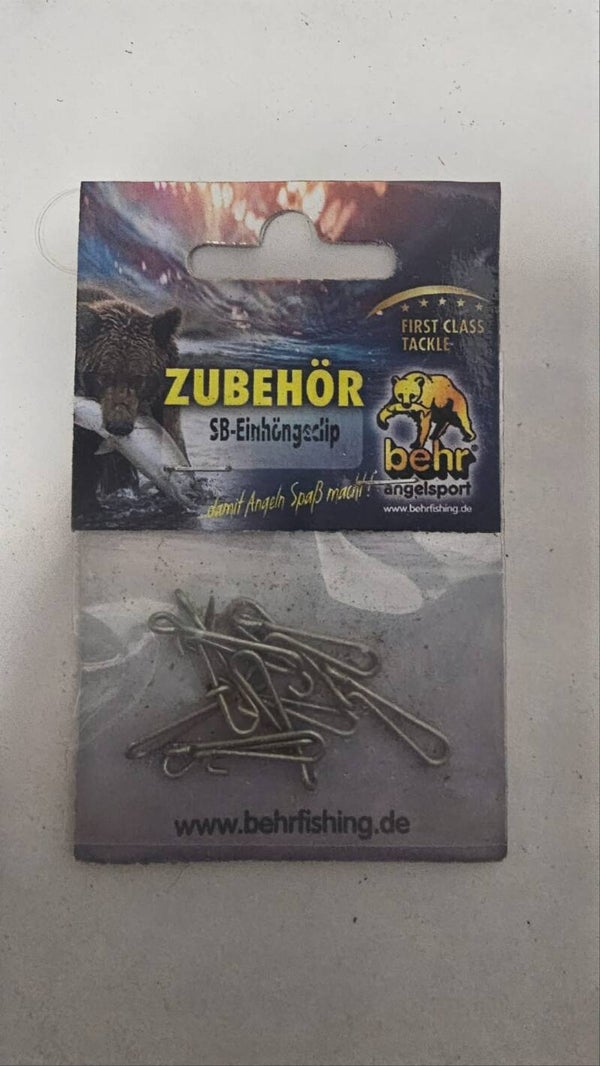 FIRST CLASS
TACKLE
ZUBEHÖR
SB-Einhängeclip
behr®
angelsport
...damit Angeln Spaß macht!
www.behrfishing.de
www.behrfishing.de